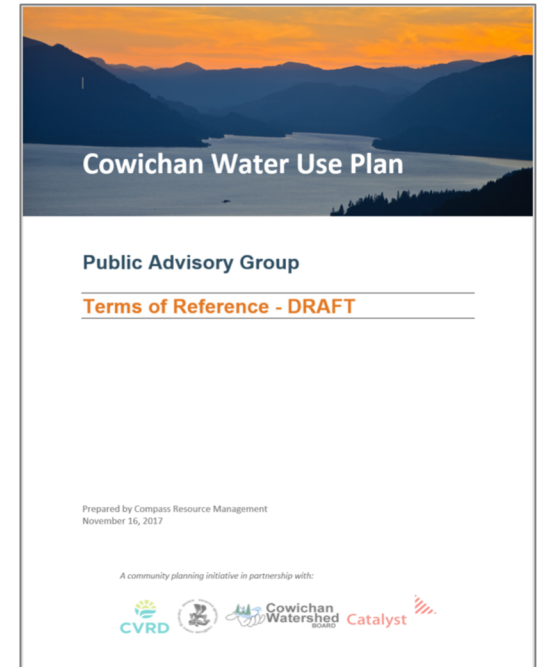 Cowichan Water Use Plan
Public Advisory Group
Terms of Reference - DRAFT
Prepared by Compass Resource Management
November 16, 2017
A community planning initiative in partnership with:
CVRD
Cowichan
Watershed
BOARD
Catalyst